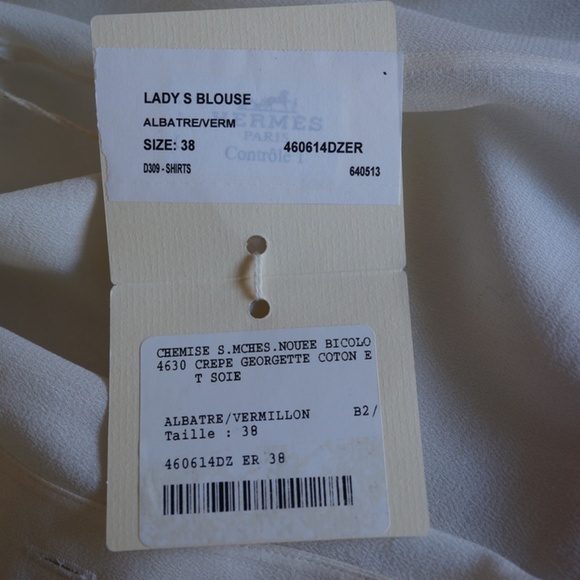 LADY S BLOUSE
ALBATRE/VERM
HERMES
PARIS
SIZE: 38 460614DZER
Contrôle 1
D309 - SHIRTS 640513
CHEMISE S.MCHES.NOUEE BICOLO
4630 CREPE GEORGETTE COTON E
T SOIE
ALBATRE/VERMILLON B2/
Taille : 38
460614DZ ER 38